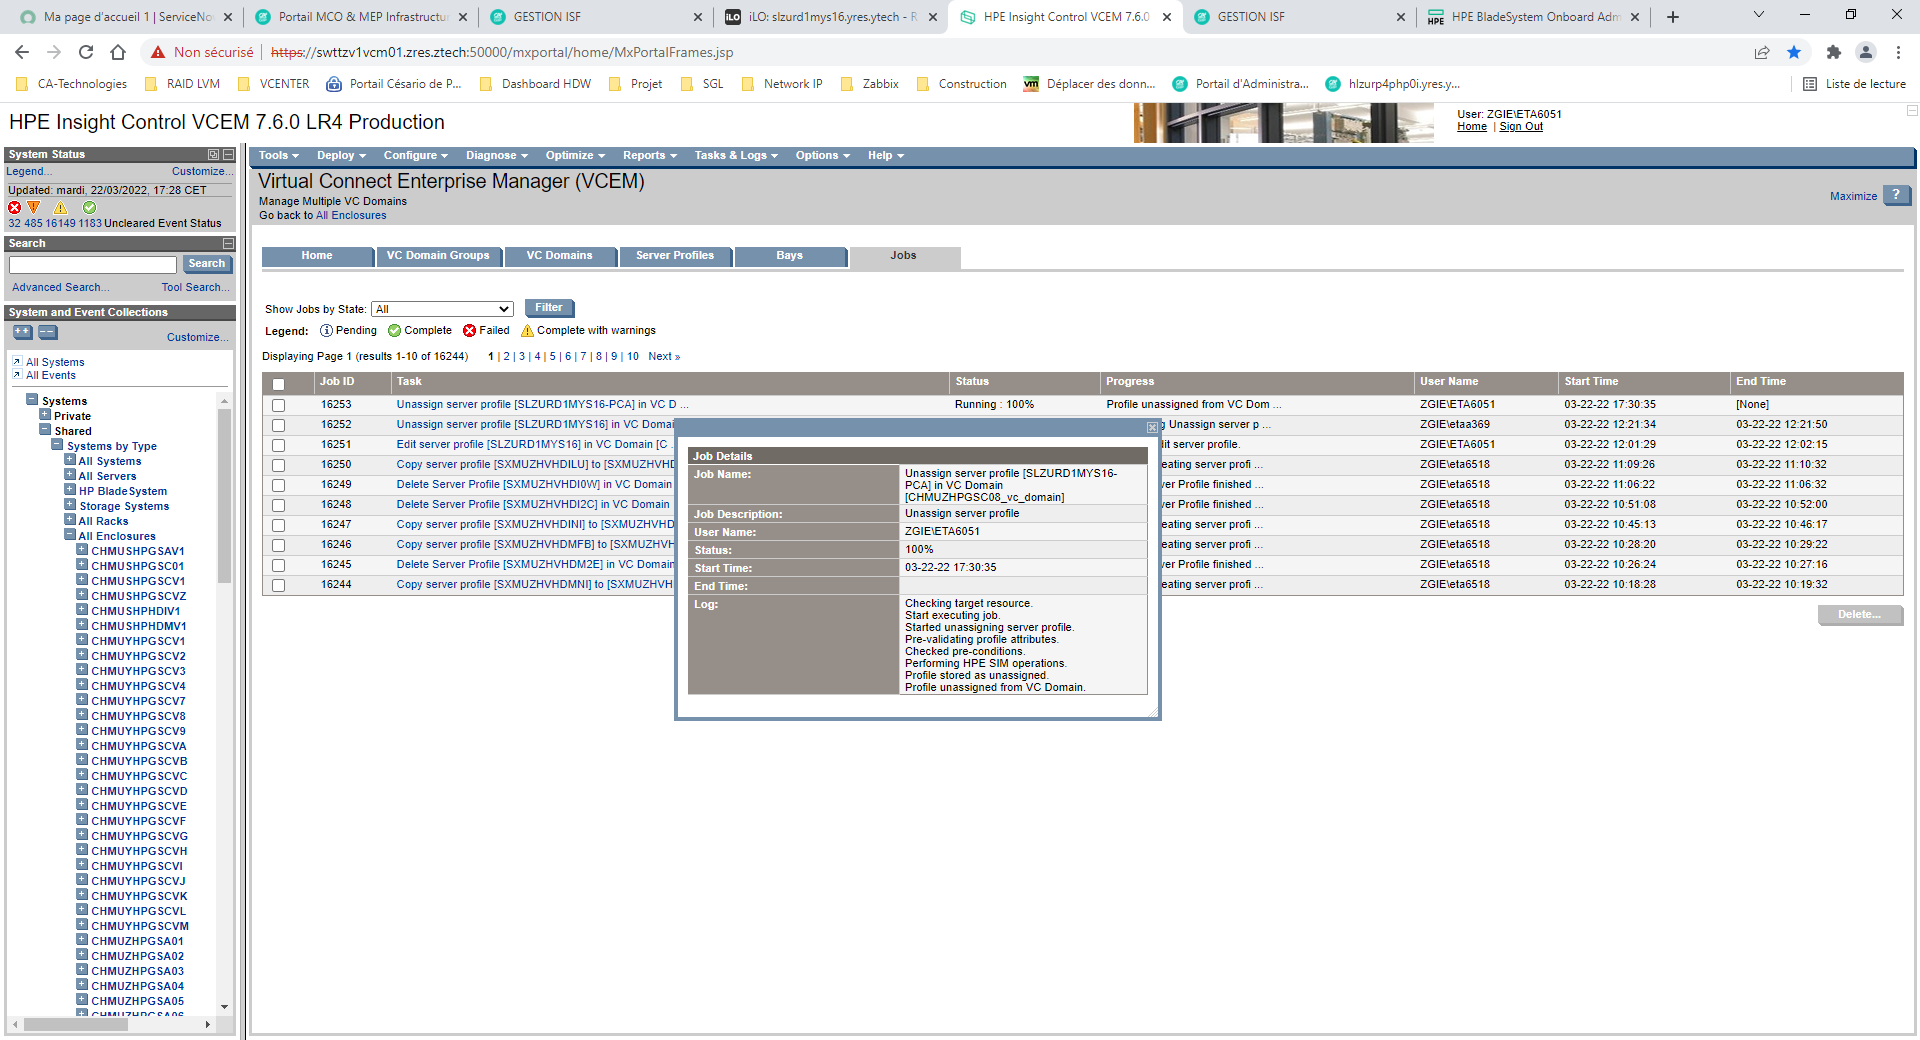 Ma page d'accueil 1 | ServiceNo
Portail MCO & MEP Infrastructu
GESTION ISF
iLO: slzurd1mys16.yres.ytech - R
HPE Insight Control VCEM 7.6.0
GESTION ISF
HPE BladeSystem Onboard Adm
Non sécurisé
https://swttzv1vcm01.zres.ztech:50000/mxportal/home/MxPortalFrames.jsp
CA-Technologies
RAID LVM
VCENTER
Portail Césario de P...
Dashboard HDW
Projet
SGL
Network IP
Zabbix
Construction
vm
Déplacer des donn...
Portail d'Administra...
hlzurp4php0i.yres.y...
Liste de lecture
HPE Insight Control VCEM 7.6.0 LR4 Production
User: ZGIE\ETA6051
Home | Sign Out
System Status
Legend...
Customize...
Updated: mardi, 22/03/2022, 17:28 CET
32 485 16149 1183 Uncleared Event Status
Search
Search
Advanced Search...
Tool Search...
System and Event Collections
Customize...
All Systems
All Events
Systems
Private
Shared
Systems by Type
All Systems
All Servers
HP BladeSystem
Storage Systems
All Racks
All Enclosures
CHMUSHPGSAV1
CHMUSHPGSC01
CHMUSHPGSCV1
CHMUSHPGSCVZ
CHMUSHPHDIV1
CHMUSHPHDMV1
CHMUYHPGSCV1
CHMUYHPGSCV2
CHMUYHPGSCV3
CHMUYHPGSCV4
CHMUYHPGSCV7
CHMUYHPGSCV8
CHMUYHPGSCV9
CHMUYHPGSCVA
CHMUYHPGSCVB
CHMUYHPGSCVC
CHMUYHPGSCVD
CHMUYHPGSCVE
CHMUYHPGSCVF
CHMUYHPGSCVG
CHMUYHPGSCVH
CHMUYHPGSCVI
CHMUYHPGSCVJ
CHMUYHPGSCVK
CHMUYHPGSCVL
CHMUYHPGSCVM
CHMUZHPGSA01
CHMUZHPGSA02
CHMUZHPGSA03
CHMUZHPGSA04
CHMUZHPGSA05
CHMUZHPGSA06
Tools Deploy Configure Diagnose Optimize Reports Tasks & Logs Options Help
Virtual Connect Enterprise Manager (VCEM)
Manage Multiple VC Domains
Go back to All Enclosures
Maximize ?
Home
VC Domain Groups
VC Domains
Server Profiles
Bays
Jobs
Show Jobs by State: All Filter
Legend: Pending Complete Failed Complete with warnings
Displaying Page 1 (results 1-10 of 16244) 1 | 2 | 3 | 4 | 5 | 6 | 7 | 8 | 9 | 10 Next »
Job ID Task Status Progress User Name Start Time End Time
16253 Unassign server profile [SLZURD1MYS16-PCA] in VC D ... Running : 100% Profile unassigned from VC Dom ... ZGIE\ETA6051 03-22-22 17:30:35 [None]
16252 Unassign server profile [SLZURD1MYS16] in VC Domai Unassign server p ... ZGIE\etaa369 03-22-22 12:21:34 03-22-22 12:21:50
16251 Edit server profile [SLZURD1MYS16] in VC Domain [C dit server profile. ZGIE\ETA6051 03-22-22 12:01:29 03-22-22 12:02:15
16250 Copy server profile [SXMUZHVHDILU] to [SXMUZHVHD eating server profi ... ZGIE\eta6518 03-22-22 11:09:26 03-22-22 11:10:32
16249 Delete Server Profile [SXMUZHVHDI0W] in VC Domain ver Profile finished ... ZGIE\eta6518 03-22-22 11:06:22 03-22-22 11:06:32
16248 Delete Server Profile [SXMUZHVHDI2C] in VC Domain ver Profile finished ... ZGIE\eta6518 03-22-22 10:51:08 03-22-22 10:52:00
16247 Copy server profile [SXMUZHVHDINI] to [SXMUZHVHD eating server profi ... ZGIE\eta6518 03-22-22 10:45:13 03-22-22 10:46:17
16246 Copy server profile [SXMUZHVHDMFB] to [SXMUZHVH eating server profi ... ZGIE\eta6518 03-22-22 10:28:20 03-22-22 10:29:22
16245 Delete Server Profile [SXMUZHVHDM2E] in VC Domain ver Profile finished ... ZGIE\eta6518 03-22-22 10:26:24 03-22-22 10:27:16
16244 Copy server profile [SXMUZHVHDMNI] to [SXMUZHVH eating server profi ... ZGIE\eta6518 03-22-22 10:18:28 03-22-22 10:19:32
Delete...
Job Details
Job Name: Unassign server profile [SLZURD1MYS16-
PCA] in VC Domain
[CHMUZHPGSC08_vc_domain]
Job Description: Unassign server profile
User Name: ZGIE\ETA6051
Status: 100%
Start Time: 03-22-22 17:30:35
End Time:
Log: Checking target resource.
Start executing job.
Started unassigning server profile.
Pre-validating profile attributes.
Checked pre-conditions.
Performing HPE SIM operations.
Profile stored as unassigned.
Profile unassigned from VC Domain.